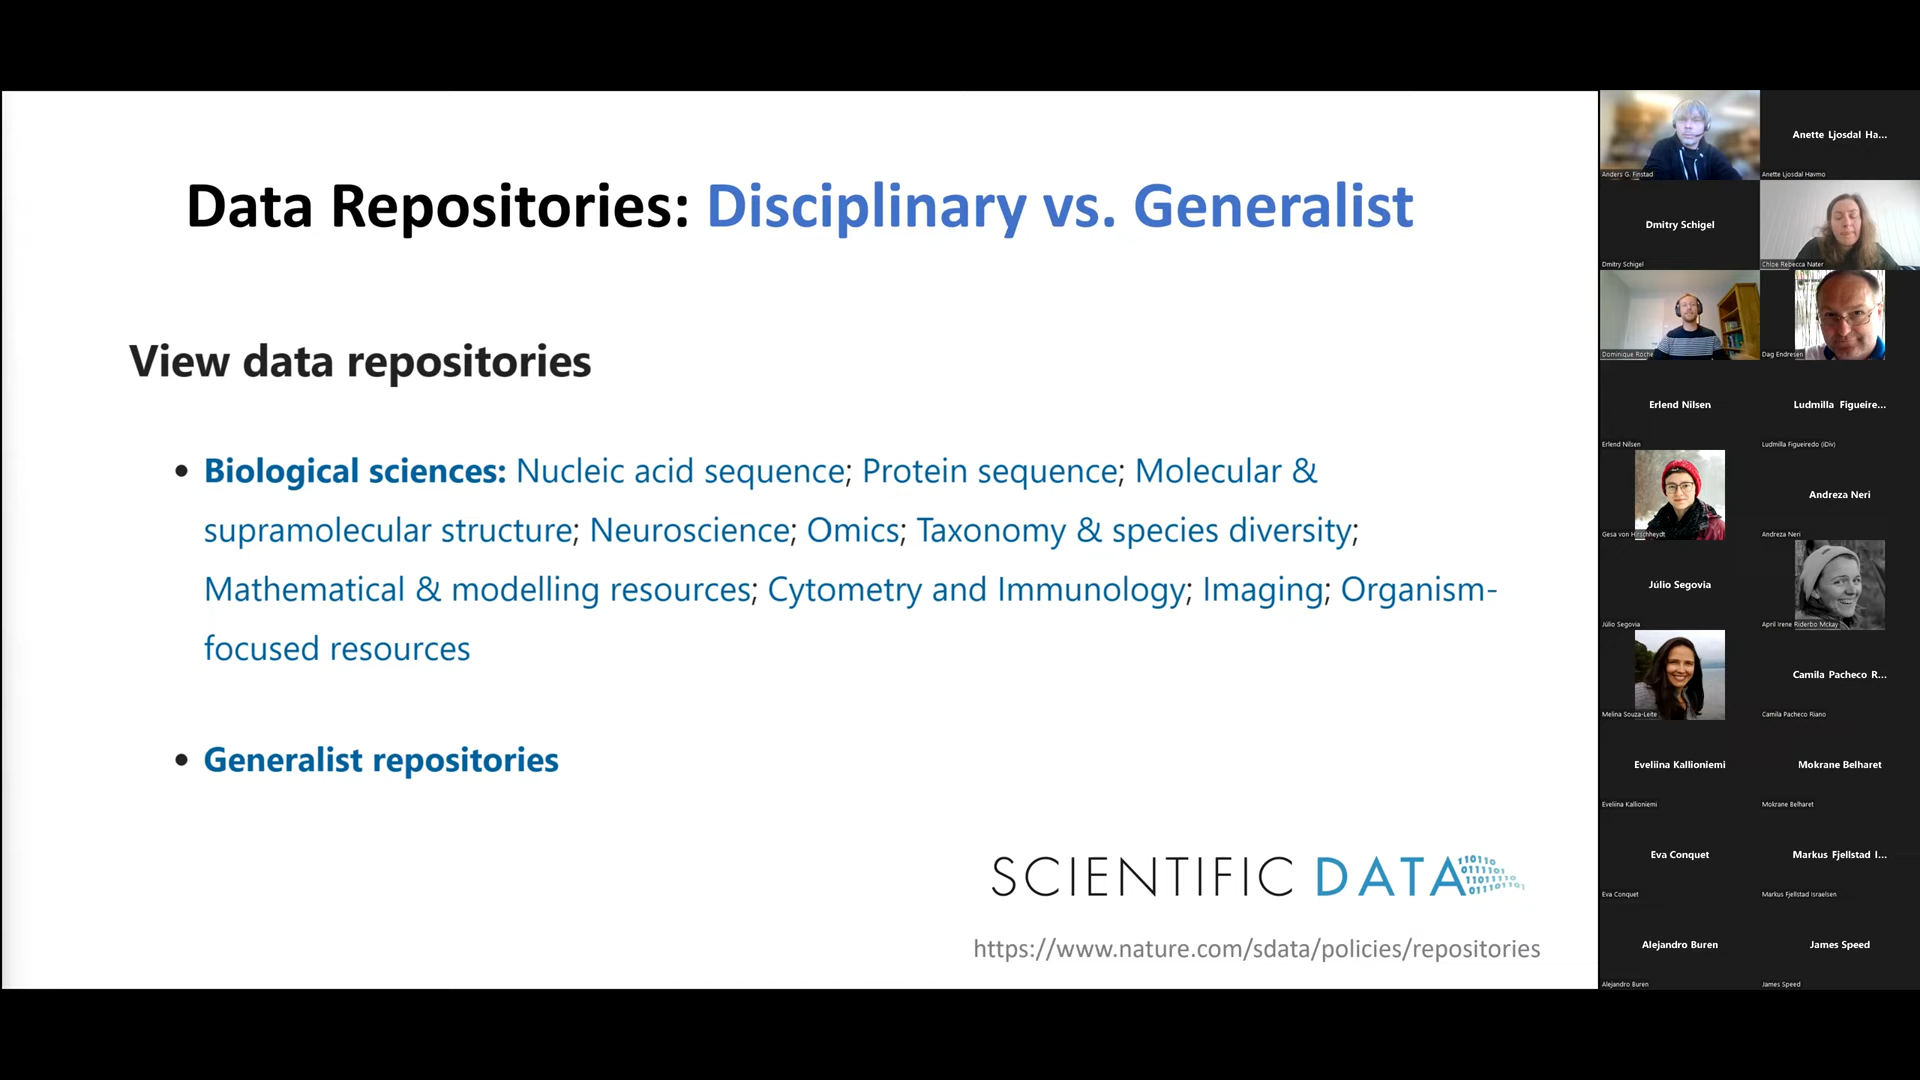 Data Repositories: Disciplinary vs. Generalist
View data repositories
• Biological sciences: Nucleic acid sequence; Protein sequence; Molecular &
supramolecular structure; Neuroscience; Omics; Taxonomy & species diversity;
Mathematical & modelling resources; Cytometry and Immunology; Imaging; Organism-
focused resources
• Generalist repositories
SCIENTIFIC DATA
110110
0111101
11011110
011101101
https://www.nature.com/sdata/policies/repositories
Anders G. Finstad
Anette Ljosdal Ha...
Anette Ljosdal Havmo
Dmitry Schigel
Dmitry Schigel
Chloe Rebecca Nater
Dominique Roche
Dag Endresen
Erlend Nilsen
Erlend Nilsen
Ludmilla Figueire...
Ludmilla Figueiredo (iDiv)
Gesa von Hirschheydt
Andreza Neri
Andreza Neri
Júlio Segovia
Júlio Segovia
April Irene Riderbo Mckay
Melina Souza-Leite
Camila Pacheco R...
Camila Pacheco Riano
Eveliina Kallioniemi
Eveliina Kallioniemi
Mokrane Belharet
Mokrane Belharet
Eva Conquet
Eva Conquet
Markus Fjellstad I...
Markus Fjellstad Israelsen
Alejandro Buren
Alejandro Buren
James Speed
James Speed